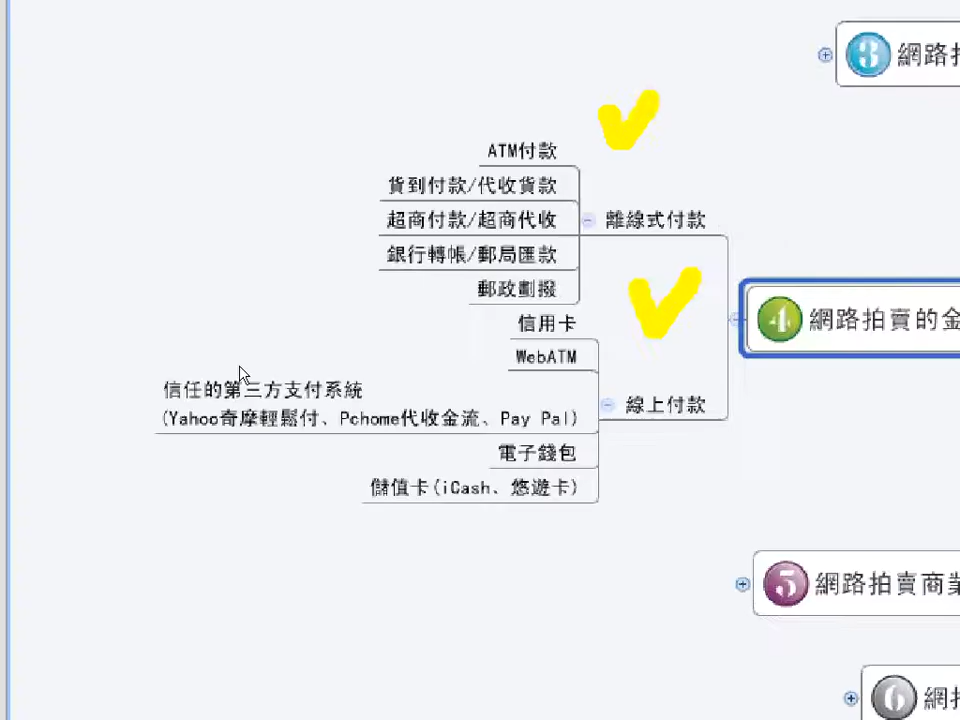 3 網路
ATM付款
貨到付款/代收貨款
超商付款/超商代收
銀行轉帳/郵局匯款
郵政劃撥
離線式付款
4 網路拍賣的金
信用卡
WebATM
信任的第三方支付系統
(Yahoo奇摩輕鬆付、Pchome代收金流、Pay Pal)
電子錢包
儲值卡(iCash、悠遊卡)
線上付款
5 網路拍賣商
6 網